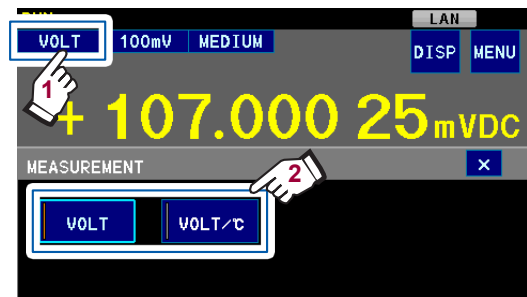 LAN
VOLT 100mV MEDIUM DISP MENU
1
+ 107.000 25 mVDC
MEASUREMENT ×
2
VOLT VOLT/℃